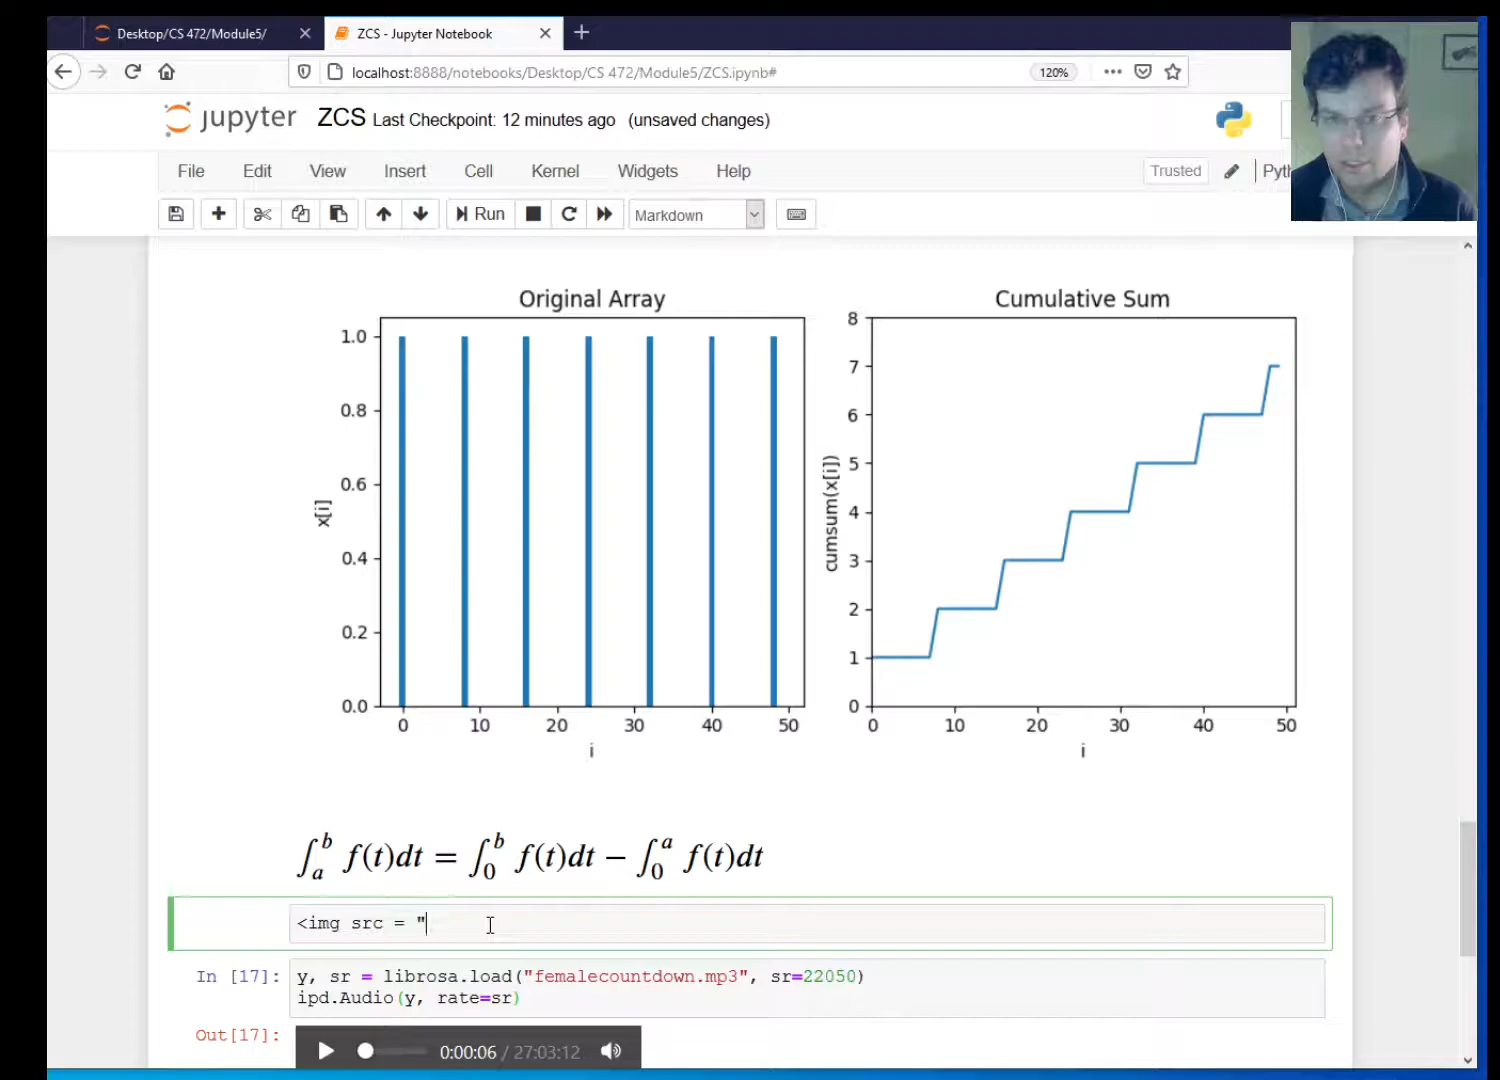 Desktop/CS 472/Module5/
ZCS - Jupyter Notebook
localhost:8888/notebooks/Desktop/CS 472/Module5/ZCS.ipynb#
120%
jupyter ZCS Last Checkpoint: 12 minutes ago (unsaved changes)
File Edit View Insert Cell Kernel Widgets Help
Trusted
Run
Markdown
Original Array
1.0
0.8
0.6
0.4
0.2
0.0
x[i]
0 10 20 30 40 50
i
Cumulative Sum
8
7
6
5
4
3
2
1
0
cumsum(x[i])
0 10 20 30 40 50
i
∫_a^b f(t)dt = ∫_0^b f(t)dt − ∫_0^a f(t)dt
<img src = "
In [17]: y, sr = librosa.load("femalecountdown.mp3", sr=22050)
ipd.Audio(y, rate=sr)
Out[17]:
0:00:06 / 27:03:12